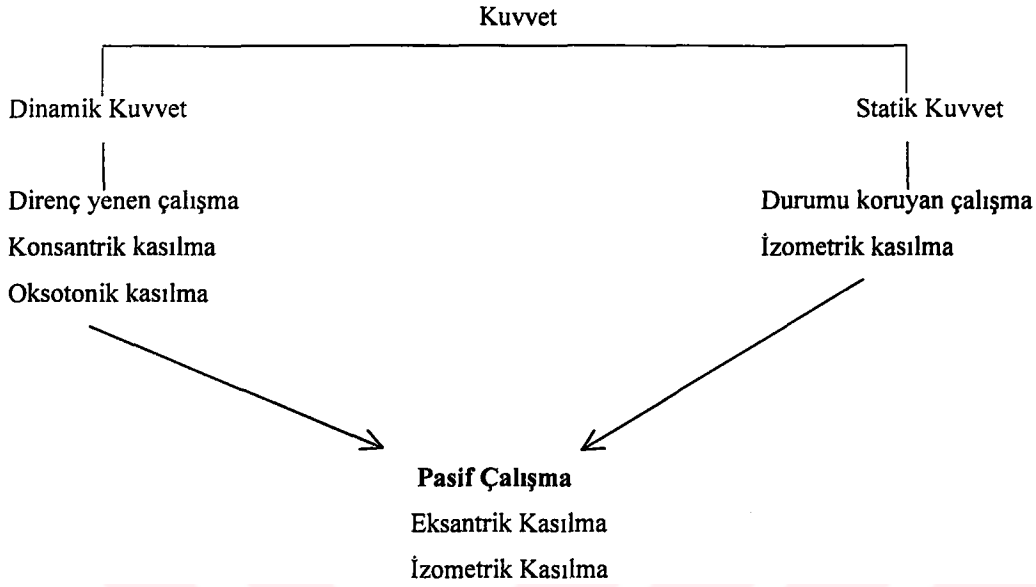 Kuvvet
Dinamik Kuvvet
Statik Kuvvet
Direnç yenen çalışma
Durumu koruyan çalışma
Konsantrik kasılma
İzometrik kasılma
Oksotonik kasılma
Pasif Çalışma
Eksantrik Kasılma
İzometrik Kasılma